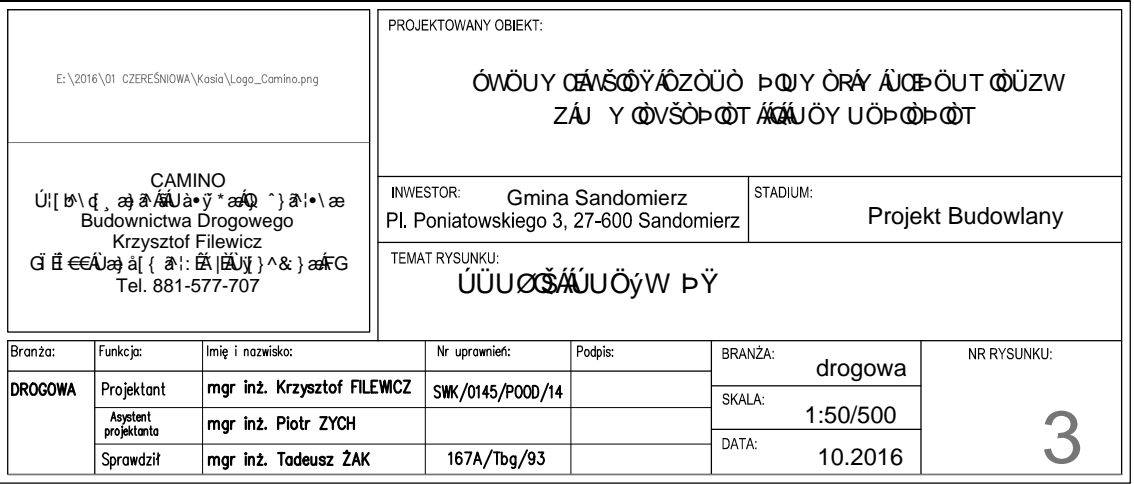 E:\2016\01 CZEREŚNIOWA\Kasia\Logo_Camino.png
CAMINO
Budownictwa Drogowego
Krzysztof Filewicz
Tel. 881-577-707
PROJEKTOWANY OBIEKT:
INWESTOR:
Gmina Sandomierz
Pl. Poniatowskiego 3, 27-600 Sandomierz
STADIUM:
Projekt Budowlany
TEMAT RYSUNKU:
Branża: Funkcja: Imię i nazwisko: Nr uprawnień: Podpis:
DROGOWA Projektant mgr inż. Krzysztof FILEWICZ SWK/0145/POOD/14
Asystent projektanta mgr inż. Piotr ZYCH
Sprawdził mgr inż. Tadeusz ŻAK 167A/Tbg/93
BRANŻA:
drogowa
SKALA:
1:50/500
DATA:
10.2016
NR RYSUNKU:
3